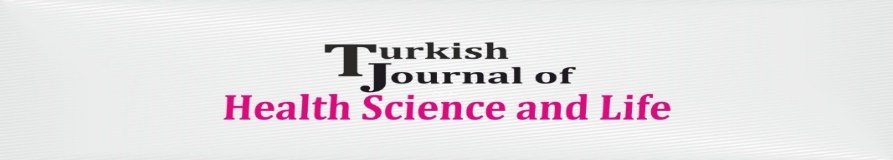 Turkish
Journal of
Health Science and Life